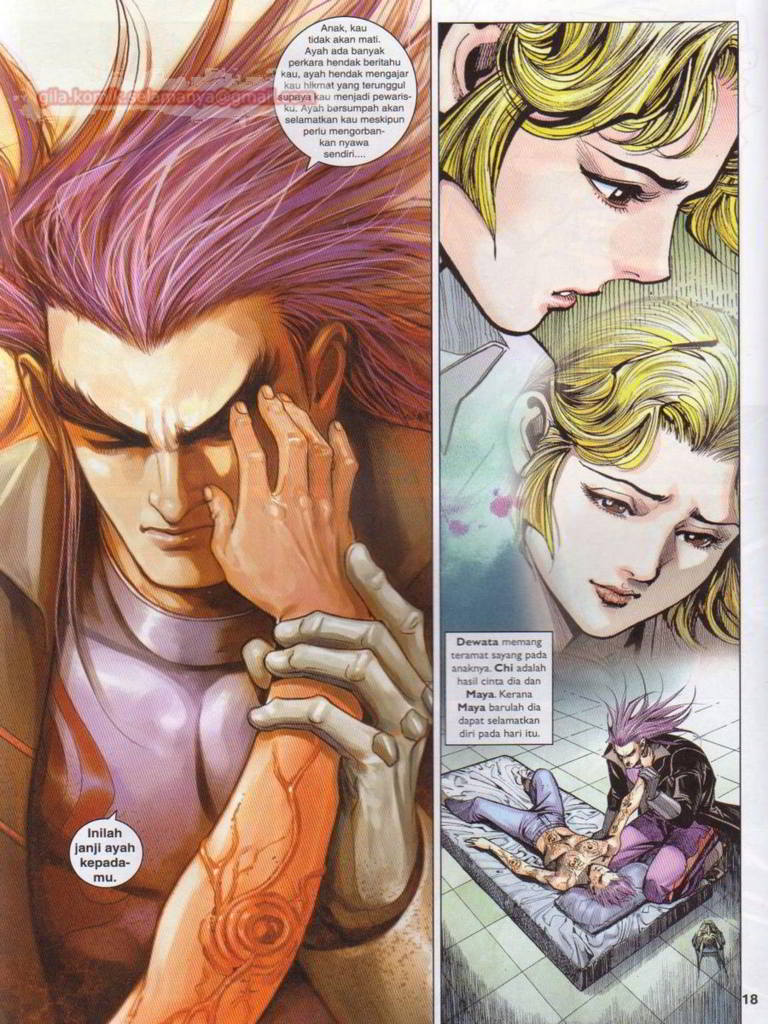 Anak, kau
tidak akan mati.
Ayah ada banyak
perkara hendak beritahu
kau, ayah hendak mengajar
kau hikmat yang terunggul
supaya kau menjadi pewaris-
ku. Ayah bersumpah akan
selamatkan kau meskipun
perlu mengorban-
kan nyawa
sendiri....
Inilah
janji ayah
kepada-
mu.
Dewata memang
teramat sayang pada
anaknya. Chi adalah
hasil cinta dia dan
Maya. Kerana
Maya barulah dia
dapat selamatkan
diri pada hari itu.
18